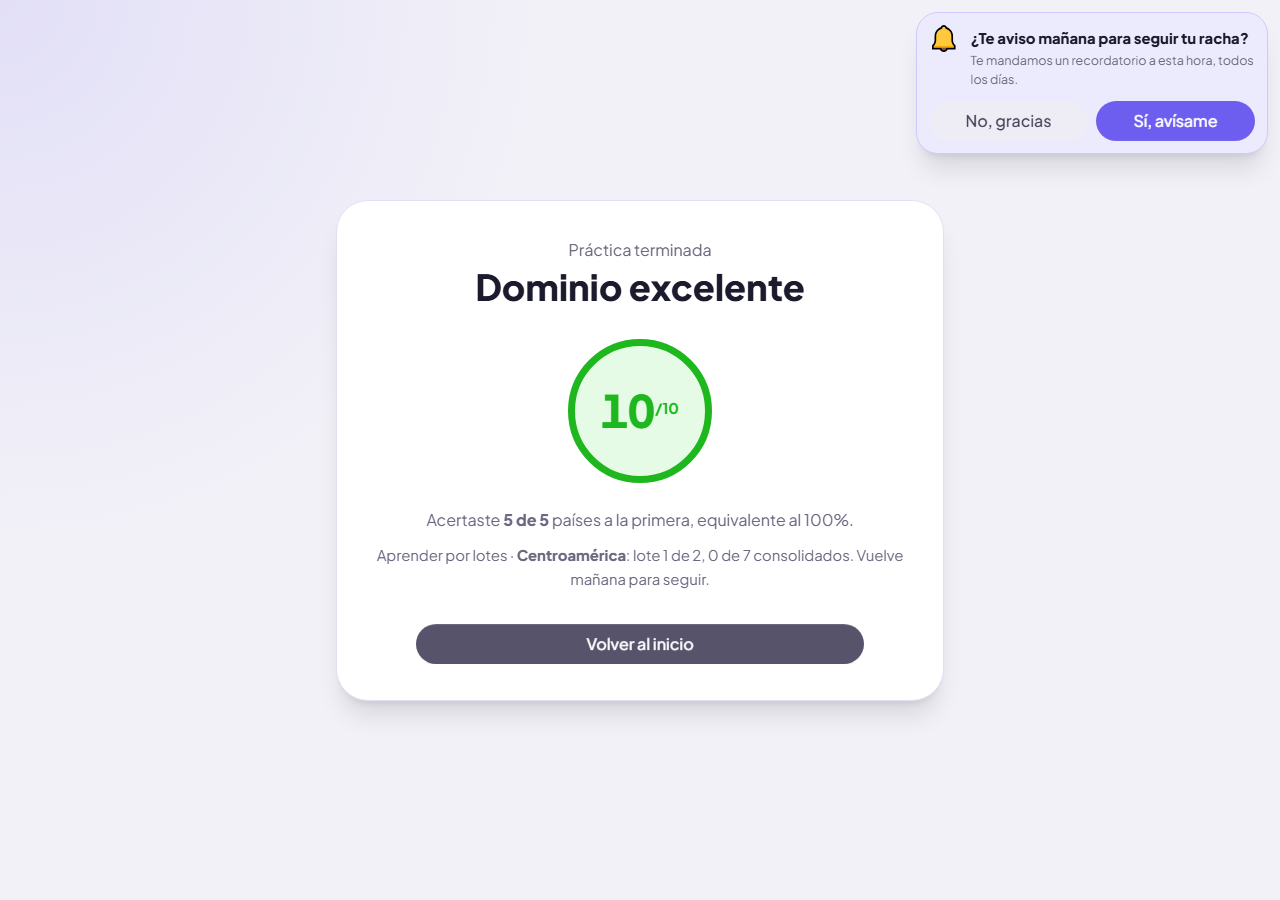 ¿Te aviso mañana para seguir tu racha?
Te mandamos un recordatorio a esta hora, todos
los días.
No, gracias
Sí, avísame
Práctica terminada
Dominio excelente
10/10
Acertaste 5 de 5 países a la primera, equivalente al 100%.
Aprender por lotes · Centroamérica: lote 1 de 2, 0 de 7 consolidados. Vuelve
mañana para seguir.
Volver al inicio